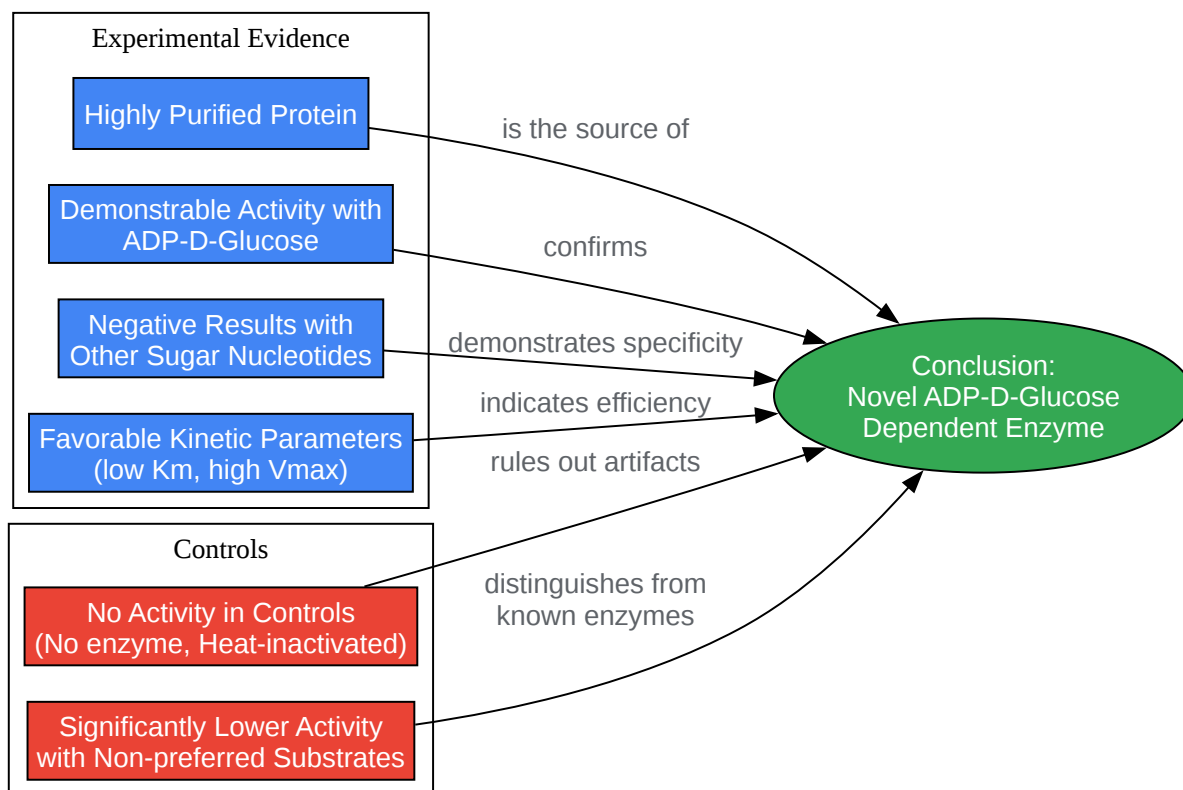 Experimental Evidence
Highly Purified Protein
is the source of
Demonstrable Activity with
ADP-D-Glucose
confirms
Negative Results with
Other Sugar Nucleotides
demonstrates specificity
Favorable Kinetic Parameters
(low Km, high Vmax)
indicates efficiency
Controls
No Activity in Controls
(No enzyme, Heat-inactivated)
rules out artifacts
Significantly Lower Activity
with Non-preferred Substrates
distinguishes from
known enzymes
Conclusion:
Novel ADP-D-Glucose
Dependent Enzyme